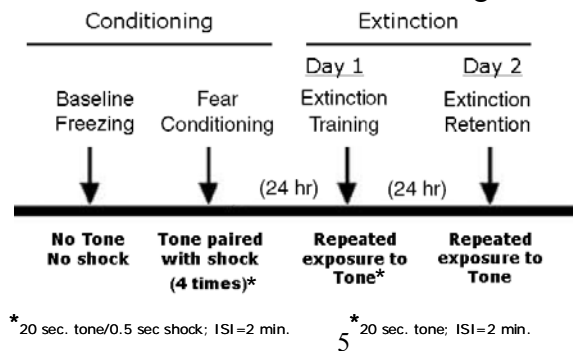 Conditioning Extinction
Day 1 Day 2
Baseline Fear Extinction Extinction
Freezing Conditioning Training Retention
(24 hr) (24 hr)
No Tone Tone paired Repeated Repeated
No shock with shock exposure to exposure to
(4 times)* Tone* Tone
*20 sec. tone/0.5 sec shock; ISI=2 min. *20 sec. tone; ISI=2 min.
5